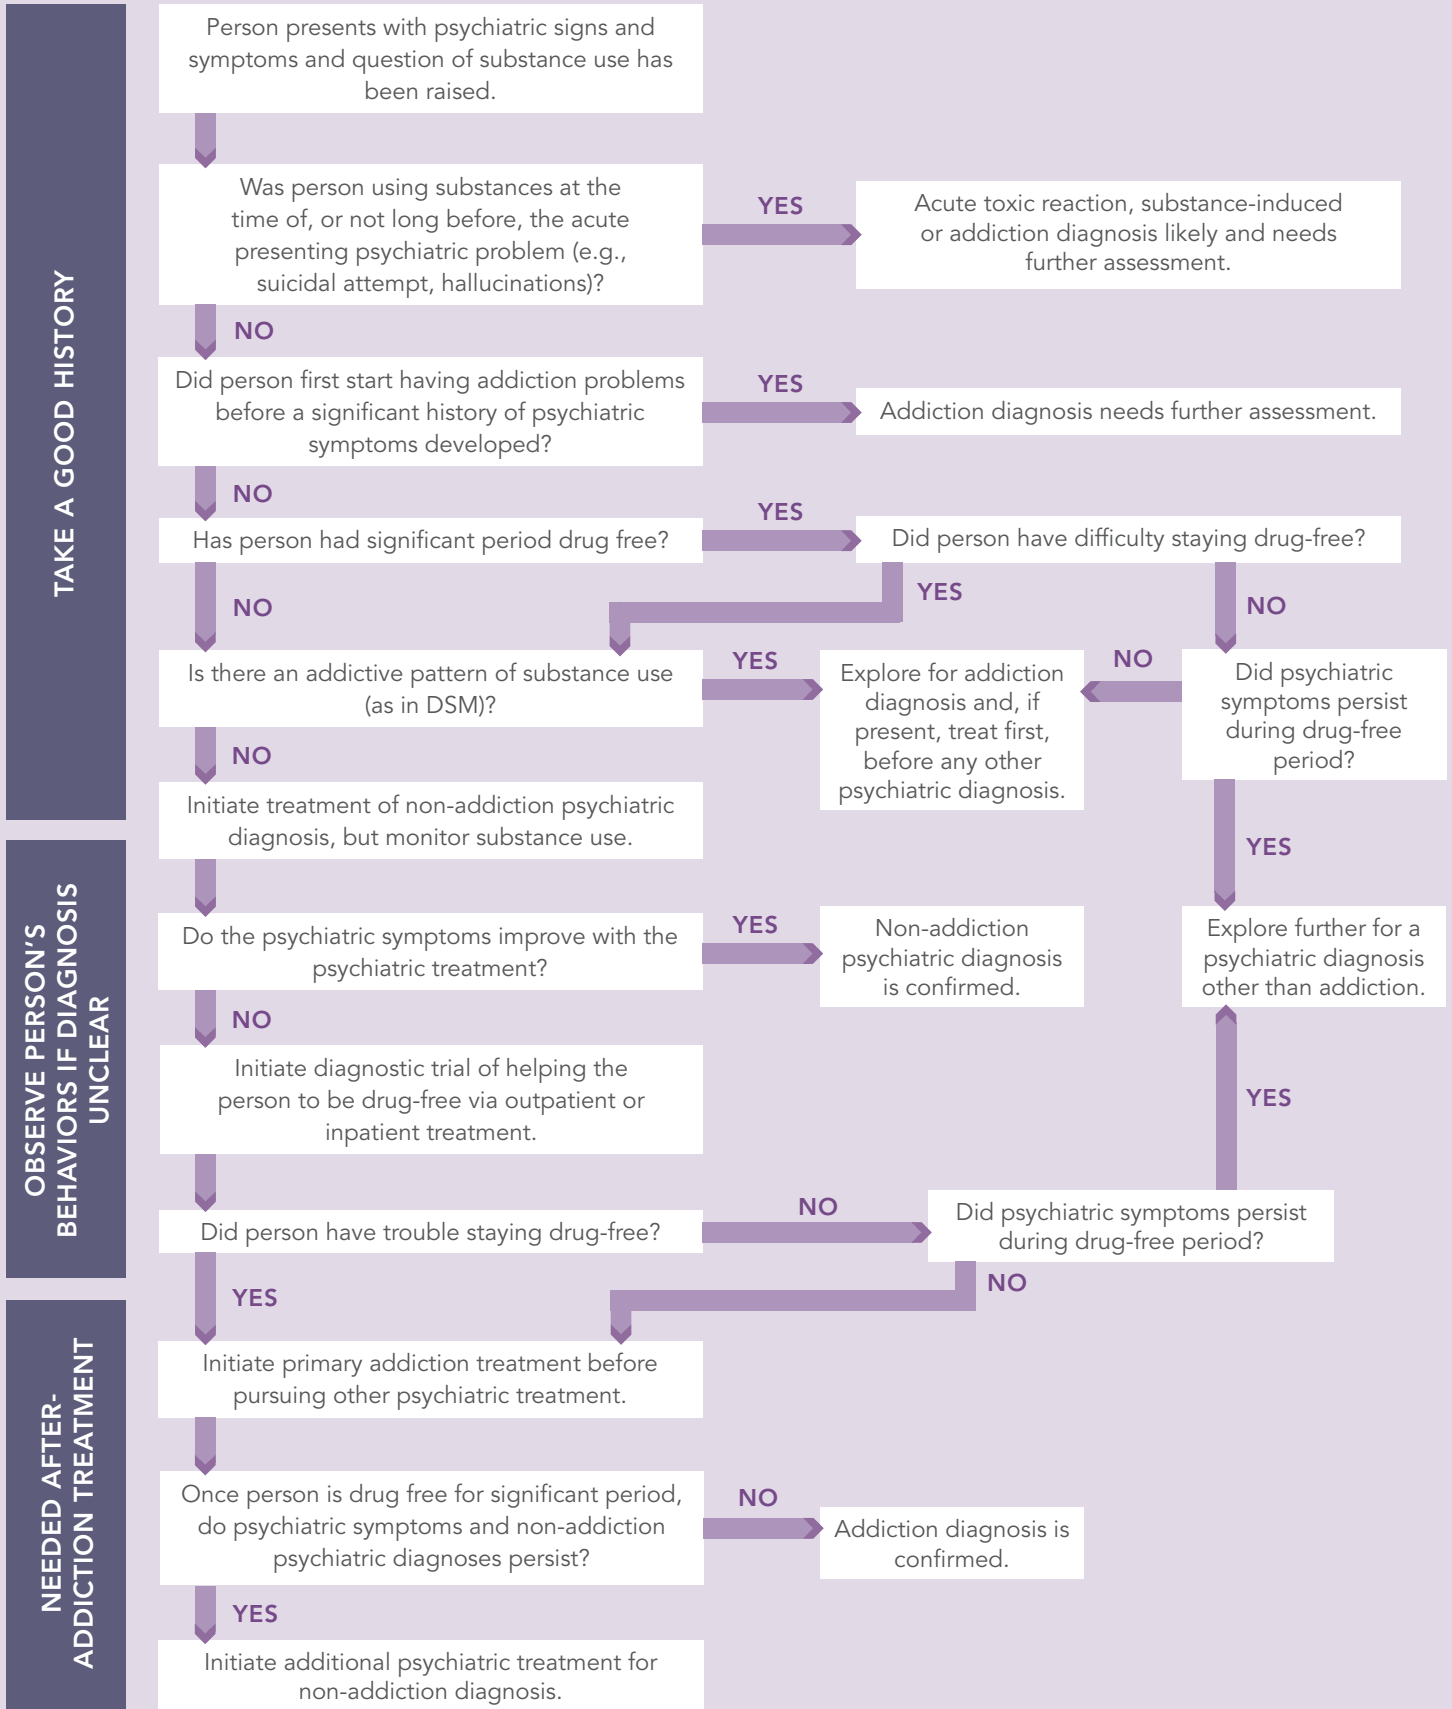 TAKE A GOOD HISTORY
Person presents with psychiatric signs and
symptoms and question of substance use has
been raised.
Was person using substances at the
time of, or not long before, the acute
presenting psychiatric problem (e.g.,
suicidal attempt, hallucinations)?
YES
Acute toxic reaction, substance-induced
or addiction diagnosis likely and needs
further assessment.
NO
Did person first start having addiction problems
before a significant history of psychiatric
symptoms developed?
YES
Addiction diagnosis needs further assessment.
NO
Has person had significant period drug free?
YES
Did person have difficulty staying drug-free?
NO
YES
NO
Is there an addictive pattern of substance use
(as in DSM)?
YES
Explore for addiction
diagnosis and, if
present, treat first,
before any other
psychiatric diagnosis.
NO
Did psychiatric
symptoms persist
during drug-free
period?
NO
Initiate treatment of non-addiction psychiatric
diagnosis, but monitor substance use.
YES
OBSERVE PERSON'S
BEHAVIORS IF DIAGNOSIS
UNCLEAR
Do the psychiatric symptoms improve with the
psychiatric treatment?
YES
Non-addiction
psychiatric diagnosis
is confirmed.
Explore further for a
psychiatric diagnosis
other than addiction.
NO
Initiate diagnostic trial of helping the
person to be drug-free via outpatient or
inpatient treatment.
YES
Did person have trouble staying drug-free?
NO
Did psychiatric symptoms persist
during drug-free period?
YES
NO
NEEDED AFTER-
ADDICTION TREATMENT
Initiate primary addiction treatment before
pursuing other psychiatric treatment.
Once person is drug free for significant period,
do psychiatric symptoms and non-addiction
psychiatric diagnoses persist?
NO
Addiction diagnosis is
confirmed.
YES
Initiate additional psychiatric treatment for
non-addiction diagnosis.